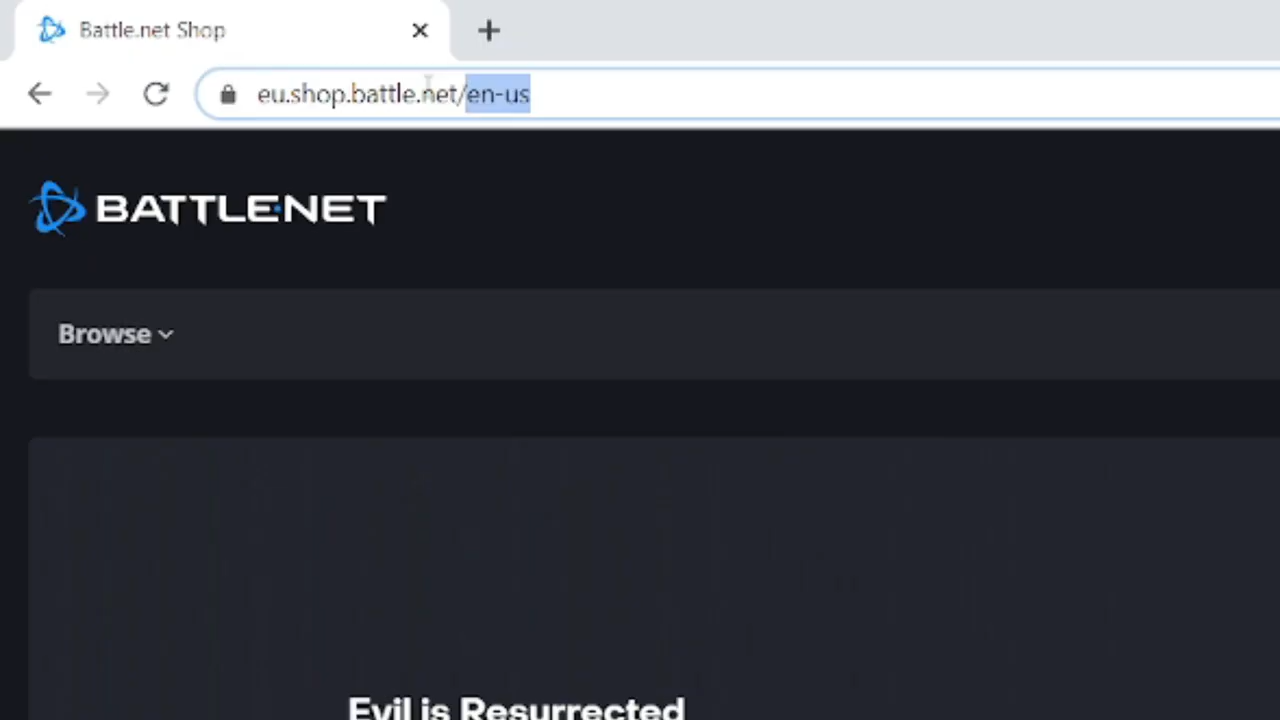 Battle.net Shop
eu.shop.battle.net/en-us
BATTLE.NET
Browse
Evil is Resurrected